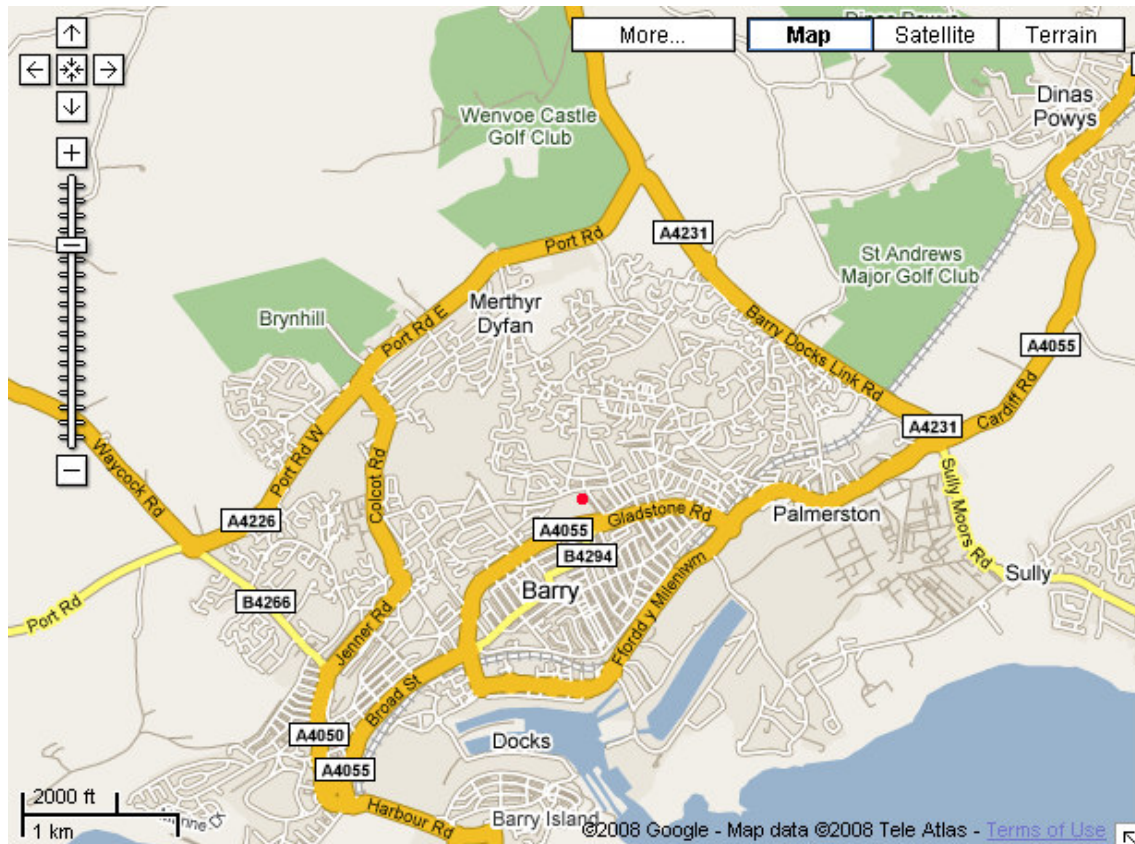 More...
Map
Satellite
Terrain
Dinas
Powys
Wenvoe Castle
Golf Club
A4231
Port Rd
St Andrews
Major Golf Club
Merthyr
Dyfan
Brynhill
Port Rd E
Barry Docks Link Rd
A4055
Cardiff Rd
A4231
Waycock Rd
Port Rd W
Colcot Rd
Sully Moors Rd
A4226
Gladstone Rd
A4055
Palmerston
B4294
Sully
Barry
B4266
Port Rd
Jenner Rd
Ffordd y Mileniwm
Broad St
A4050
Docks
A4055
2000 ft
1 km
Harbour Rd
Barry Island
©2008 Google - Map data ©2008 Tele Atlas - Terms of Use